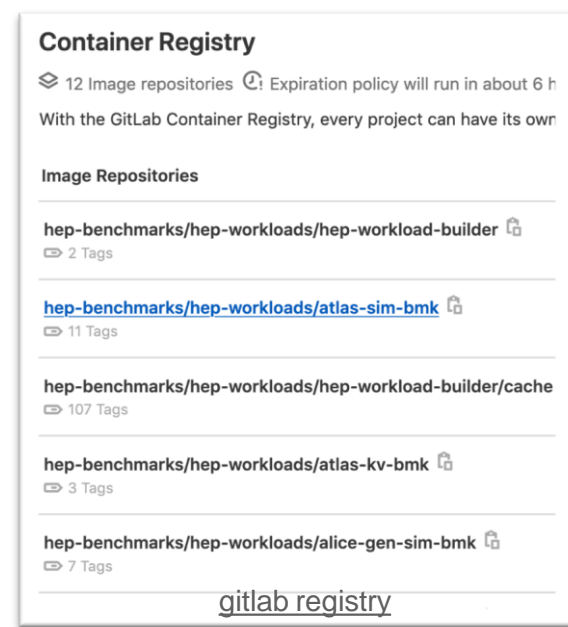 Container Registry
12 Image repositories Expiration policy will run in about 6 h
With the GitLab Container Registry, every project can have its own
Image Repositories
hep-benchmarks/hep-workloads/hep-workload-builder
2 Tags
hep-benchmarks/hep-workloads/atlas-sim-bmk
11 Tags
hep-benchmarks/hep-workloads/hep-workload-builder/cache
107 Tags
hep-benchmarks/hep-workloads/atlas-kv-bmk
3 Tags
hep-benchmarks/hep-workloads/alice-gen-sim-bmk
7 Tags
gitlab registry